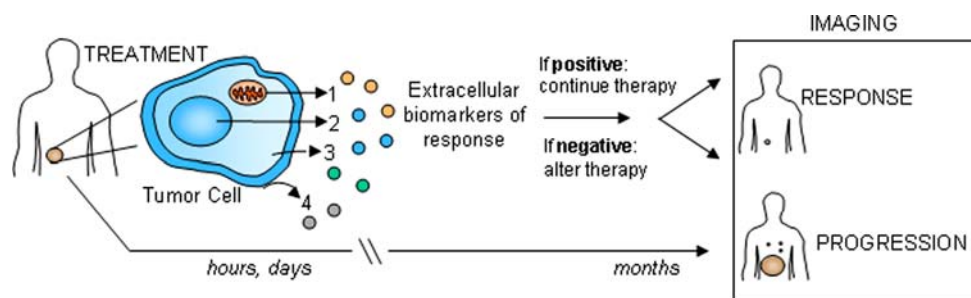 IMAGING
TREATMENT
1
2
3
4
Tumor Cell
Extracellular
biomarkers of
response
If positive:
continue therapy
If negative:
alter therapy
RESPONSE
PROGRESSION
hours, days
months